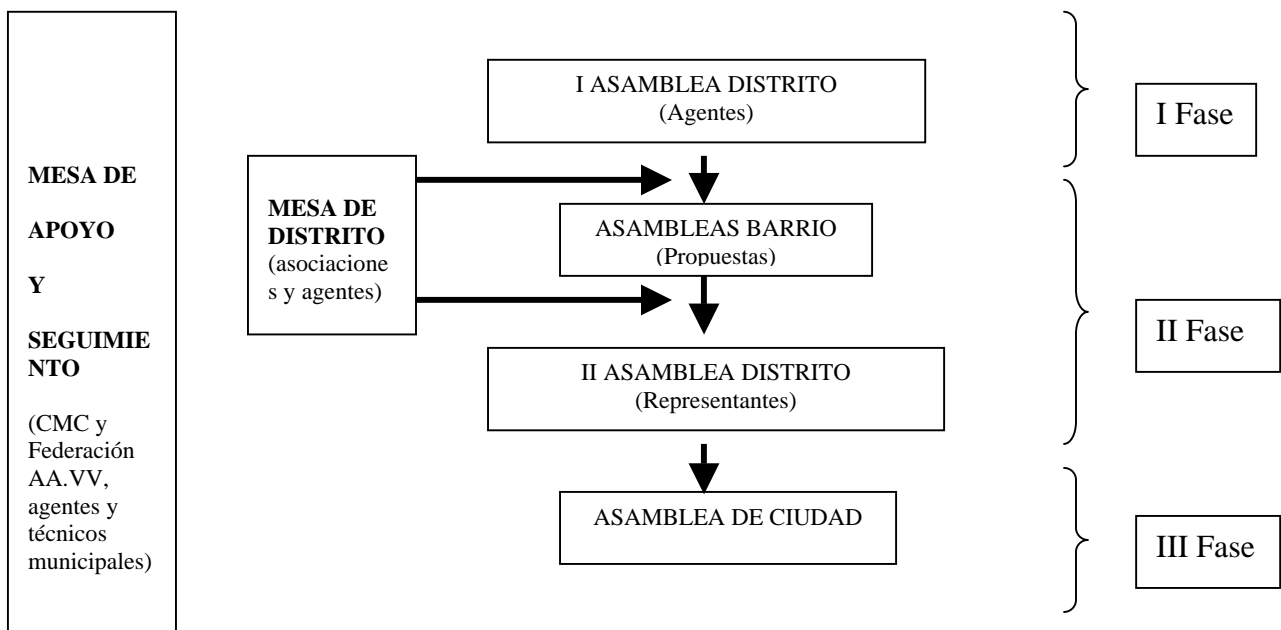 MESA DE
APOYO
Y
SEGUIMIE
NTO
(CMC y
Federación
AA.VV,
agentes y
técnicos
municipales)
MESA DE
DISTRITO
(asociacione
s y agentes)
I ASAMBLEA DISTRITO
(Agentes)
ASAMBLEAS BARRIO
(Propuestas)
II ASAMBLEA DISTRITO
(Representantes)
ASAMBLEA DE CIUDAD
I Fase
II Fase
III Fase